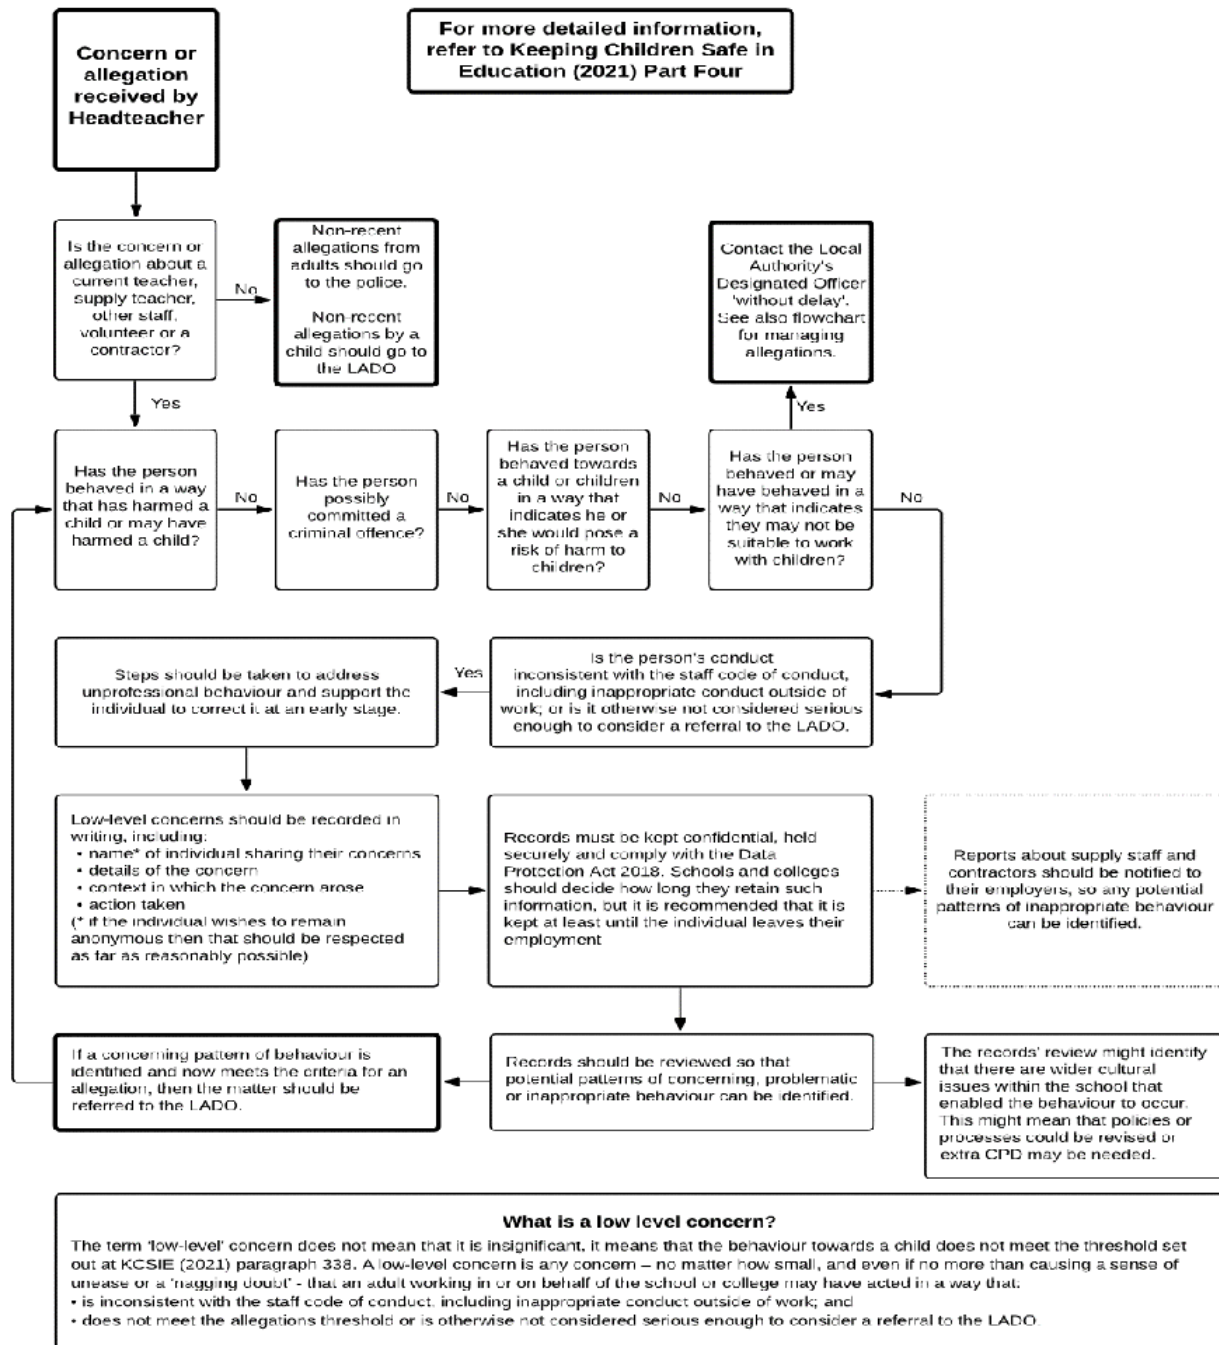 Concern or
allegation
received by
Headteacher
For more detailed information,
refer to Keeping Children Safe in
Education (2021) Part Four
Is the concern or
allegation about a
current teacher,
supply teacher,
other staff,
volunteer or a
contractor?
No
Non-recent
allegations from
adults should go
to the police.
Non-recent
allegations by a
child should go to
the LADO
Contact the Local
Authority's
Designated Officer
'without delay'.
See also flowchart
for managing
allegations.
Yes
Yes
Has the person
behaved in a way
that has harmed a
child or may have
harmed a child?
No
Has the person
possibly
committed a
criminal offence?
No
Has the person
behaved towards
a child or children
in a way that
indicates he or
she would pose a
risk of harm to
children?
No
Has the person
behaved or may
have behaved in a
way that indicates
they may not be
suitable to work
with children?
No
Steps should be taken to address
unprofessional behaviour and support the
individual to correct it at an early stage.
Yes
Is the person's conduct
inconsistent with the staff code of conduct,
including inappropriate conduct outside of
work; or is it otherwise not considered serious
enough to consider a referral to the LADO.
Low-level concerns should be recorded in
writing, including:
• name* of individual sharing their concerns
• details of the concern
• context in which the concern arose
• action taken
(* if the individual wishes to remain
anonymous then that should be respected
as far as reasonably possible)
Records must be kept confidential, held
securely and comply with the Data
Protection Act 2018. Schools and colleges
should decide how long they retain such
information, but it is recommended that it is
kept at least until the individual leaves their
employment
Reports about supply staff and
contractors should be notified to
their employers, so any potential
patterns of inappropriate behaviour
can be identified.
If a concerning pattern of behaviour is
identified and now meets the criteria for an
allegation, then the matter should be
referred to the LADO.
Records should be reviewed so that
potential patterns of concerning, problematic
or inappropriate behaviour can be identified.
The records' review might identify
that there are wider cultural
issues within the school that
enabled the behaviour to occur.
This might mean that policies or
processes could be revised or
extra CPD may be needed.
What is a low level concern?
The term 'low-level' concern does not mean that it is insignificant, it means that the behaviour towards a child does not meet the threshold set
out at KCSIE (2021) paragraph 338. A low-level concern is any concern – no matter how small, and even if no more than causing a sense of
unease or a 'nagging doubt' - that an adult working in or on behalf of the school or college may have acted in a way that:
• is inconsistent with the staff code of conduct, including inappropriate conduct outside of work; and
• does not meet the allegations threshold or is otherwise not considered serious enough to consider a referral to the LADO.